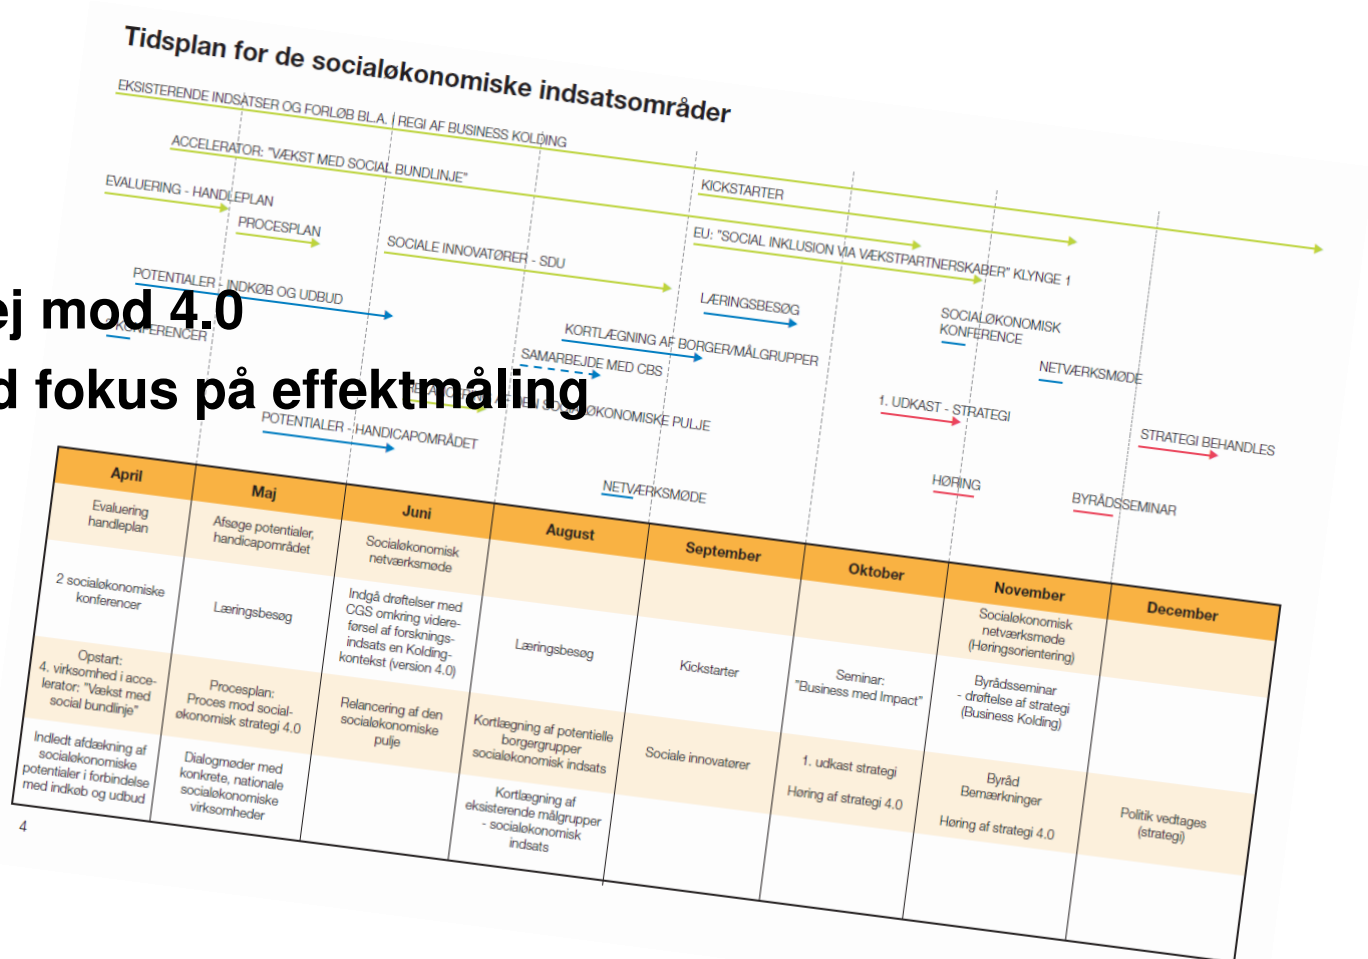 Tidsplan for de socialøkonomiske indsatsområder
EKSISTERENDE INDSATSER OG FORLØB BL.A. I REGI AF BUSINESS KOLDING
ACCELERATOR: "VÆKST MED SOCIAL BUNDLINJE"
KICKSTARTER
EVALUERING - HANDLEPLAN
PROCESPLAN
SOCIALE INNOVATØRER - SDU
EU: "SOCIAL INKLUSION VIA VÆKSTPARTNERSKABER" KLYNGE 1
POTENTIALER - INDKØB OG UDBUD
LÆRINGSBESØG
SOCIALØKONOMISK
KONFERENCE
ej mod 4.0
KONFERENCER
KORTLÆGNING AF BORGER/MÅLGRUPPER
SAMARBEJDE MED CBS
NETVÆRKSMØDE
d fokus på effektmåling
DEN SOCIALØKONOMISKE PULJE
1. UDKAST - STRATEGI
POTENTIALER - HANDICAPOMRÅDET
STRATEGI BEHANDLES
NETVÆRKSMØDE
HØRING
BYRÅDSSEMINAR
April
Maj
Juni
August
September
Oktober
November
December
Evaluering
handleplan
2 socialøkonomiske
konferencer
Opstart:
4. virksomhed i acce-
lerator: "Vækst med
social bundlinje"
Indledt afdækning af
socialøkonomiske
potentialer i forbindelse
med indkøb og udbud
Afsøge potentialer,
handicapområdet
Læringsbesøg
Procesplan:
Proces mod social-
økonomisk strategi 4.0
Dialogmøder med
konkrete, nationale
socialøkonomiske
virksomheder
Socialøkonomisk
netværksmøde
Indgå drøftelser med
CGS omkring videre-
førsel af forsknings-
indsats en Kolding-
kontekst (version 4.0)
Relancering af den
socialøkonomiske
pulje
Læringsbesøg
Kortlægning af potentielle
borgergrupper
socialøkonomisk indsats
Kortlægning af
eksisterende målgrupper
- socialøkonomisk
indsats
Kickstarter
Sociale innovatører
Seminar:
"Business med Impact"
1. udkast strategi
Høring af strategi 4.0
Socialøkonomisk
netværksmøde
(Høringsorientering)
Byrådsseminar
- drøftelse af strategi
(Business Kolding)
Byråd
Bemærkninger
Høring af strategi 4.0
Politik vedtages
(strategi)
4